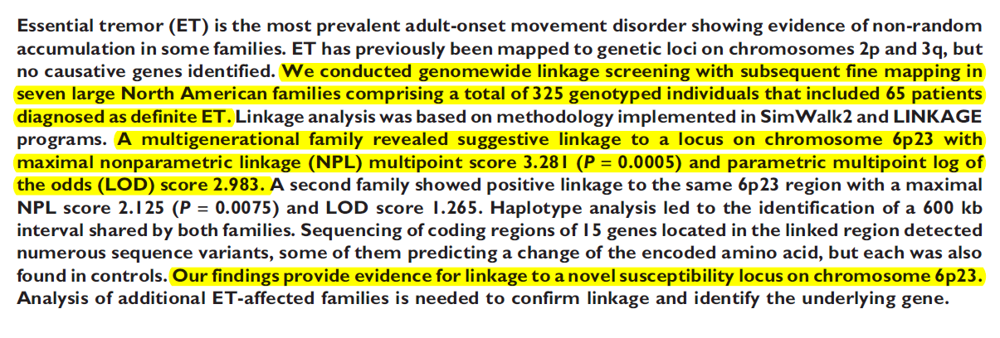 Essential tremor (ET) is the most prevalent adult-onset movement disorder showing evidence of non-random
accumulation in some families. ET has previously been mapped to genetic loci on chromosomes 2p and 3q, but
no causative genes identified. We conducted genomewide linkage screening with subsequent fine mapping in
seven large North American families comprising a total of 325 genotyped individuals that included 65 patients
diagnosed as definite ET. Linkage analysis was based on methodology implemented in SimWalk2 and LINKAGE
programs. A multigenerational family revealed suggestive linkage to a locus on chromosome 6p23 with
maximal nonparametric linkage (NPL) multipoint score 3.281 (P = 0.0005) and parametric multipoint log of
the odds (LOD) score 2.983. A second family showed positive linkage to the same 6p23 region with a maximal
NPL score 2.125 (P = 0.0075) and LOD score 1.265. Haplotype analysis led to the identification of a 600 kb
interval shared by both families. Sequencing of coding regions of 15 genes located in the linked region detected
numerous sequence variants, some of them predicting a change of the encoded amino acid, but each was also
found in controls. Our findings provide evidence for linkage to a novel susceptibility locus on chromosome 6p23.
Analysis of additional ET-affected families is needed to confirm linkage and identify the underlying gene.